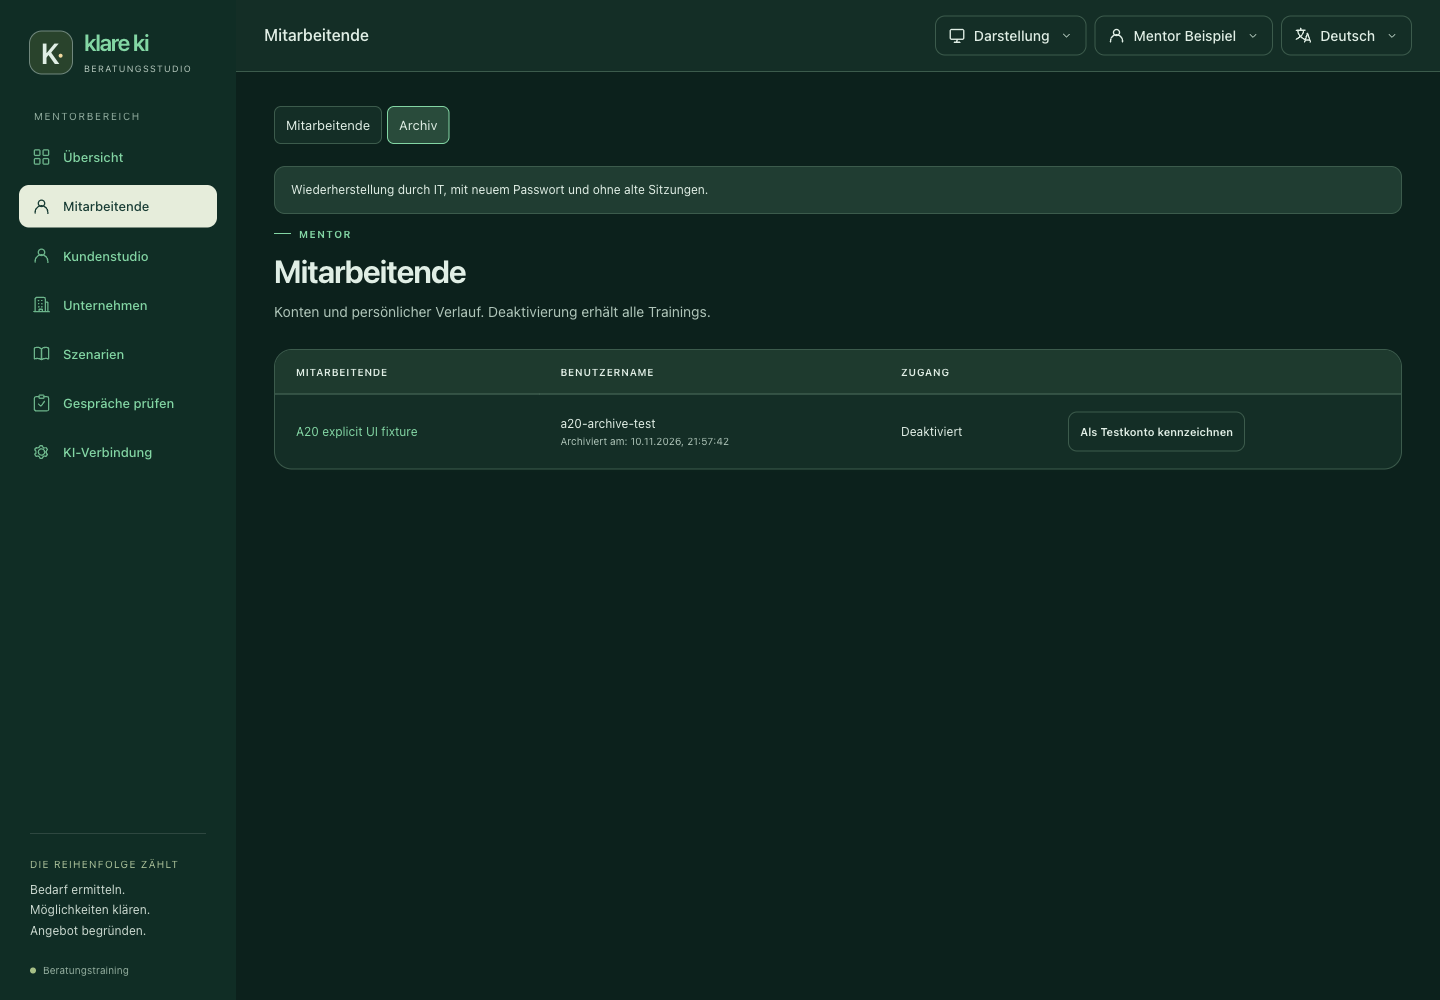 K
klare ki
BERATUNGSSTUDIO
MENTORBEREICH
Übersicht
Mitarbeitende
Kundenstudio
Unternehmen
Szenarien
Gespräche prüfen
KI-Verbindung
DIE REIHENFOLGE ZÄHLT
Bedarf ermitteln.
Möglichkeiten klären.
Angebot begründen.
Beratungstraining
Mitarbeitende
Darstellung
Mentor Beispiel
Deutsch
Mitarbeitende
Archiv
Wiederherstellung durch IT, mit neuem Passwort und ohne alte Sitzungen.
MENTOR
Mitarbeitende
Konten und persönlicher Verlauf. Deaktivierung erhält alle Trainings.
MITARBEITENDE BENUTZERNAME ZUGANG
A20 explicit UI fixture
a20-archive-test
Archiviert am: 10.11.2026, 21:57:42
Deaktiviert
Als Testkonto kennzeichnen